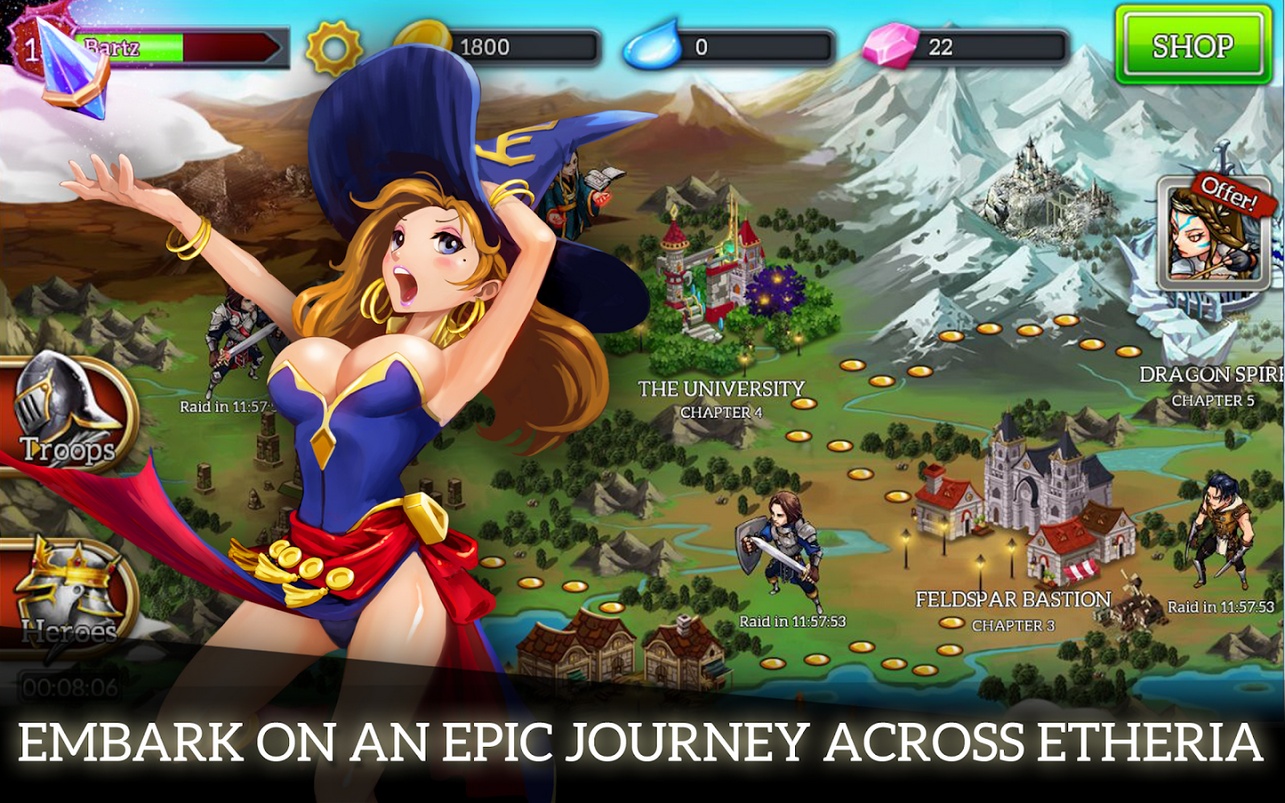 1
Bartz
1800
0
22
SHOP
Offer!
Raid in 11:57:
THE UNIVERSITY
CHAPTER 4
DRAGON SPIRE
CHAPTER 5
Troops
Heroes
Raid in 11:57:53
FELDSPAR BASTION
CHAPTER 3
Raid in 11:57:53
00:08:06
EMBARK ON AN EPIC JOURNEY ACROSS ETHERIA